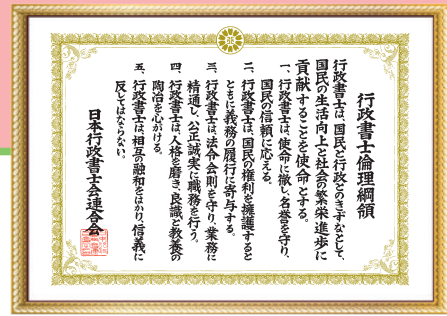 行政書士倫理綱領
行政書士は、国民と行政とのきずなとして、
国民の生活向上と社会の繁栄進歩に
貢献することを使命とする。
一、行政書士は、使命に徹し、名誉を守り、
国民の信頼に応える。
二、行政書士は、国民の権利を擁護すると
ともに義務の履行に寄与する。
三、行政書士は、法令会則を守り、業務に
精通し、公正誠実に職務を行う。
四、行政書士は、人格を磨き、良識と教養の
陶冶を心がける。
五、行政書士は、相互の融和をはかり、信義に
反してはならない。
日本行政書士会連合会